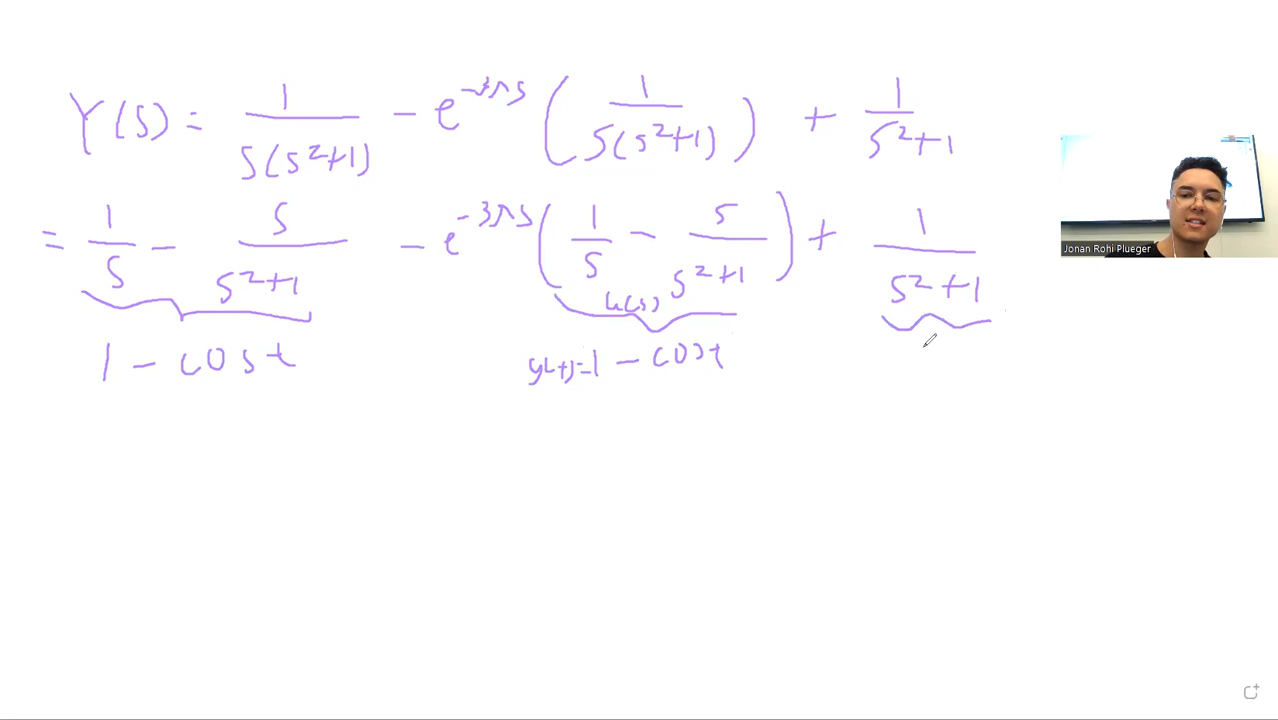 Y(s) = 1/(s(s²+1)) − e^(−3πs) (1/(s(s²+1))) + 1/(s²+1)
= 1/s − s/(s²+1) − e^(−3πs) (1/s − s/(s²+1)) + 1/(s²+1)
H(s)
1 − cos t
y(t)=1 − cos t
Jonan Rohi Plueger